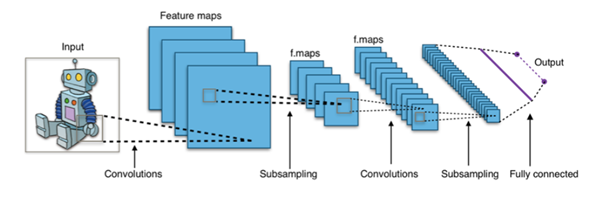 Feature maps
Input
f.maps
f.maps
Output
Convolutions
Subsampling
Convolutions
Subsampling
Fully connected